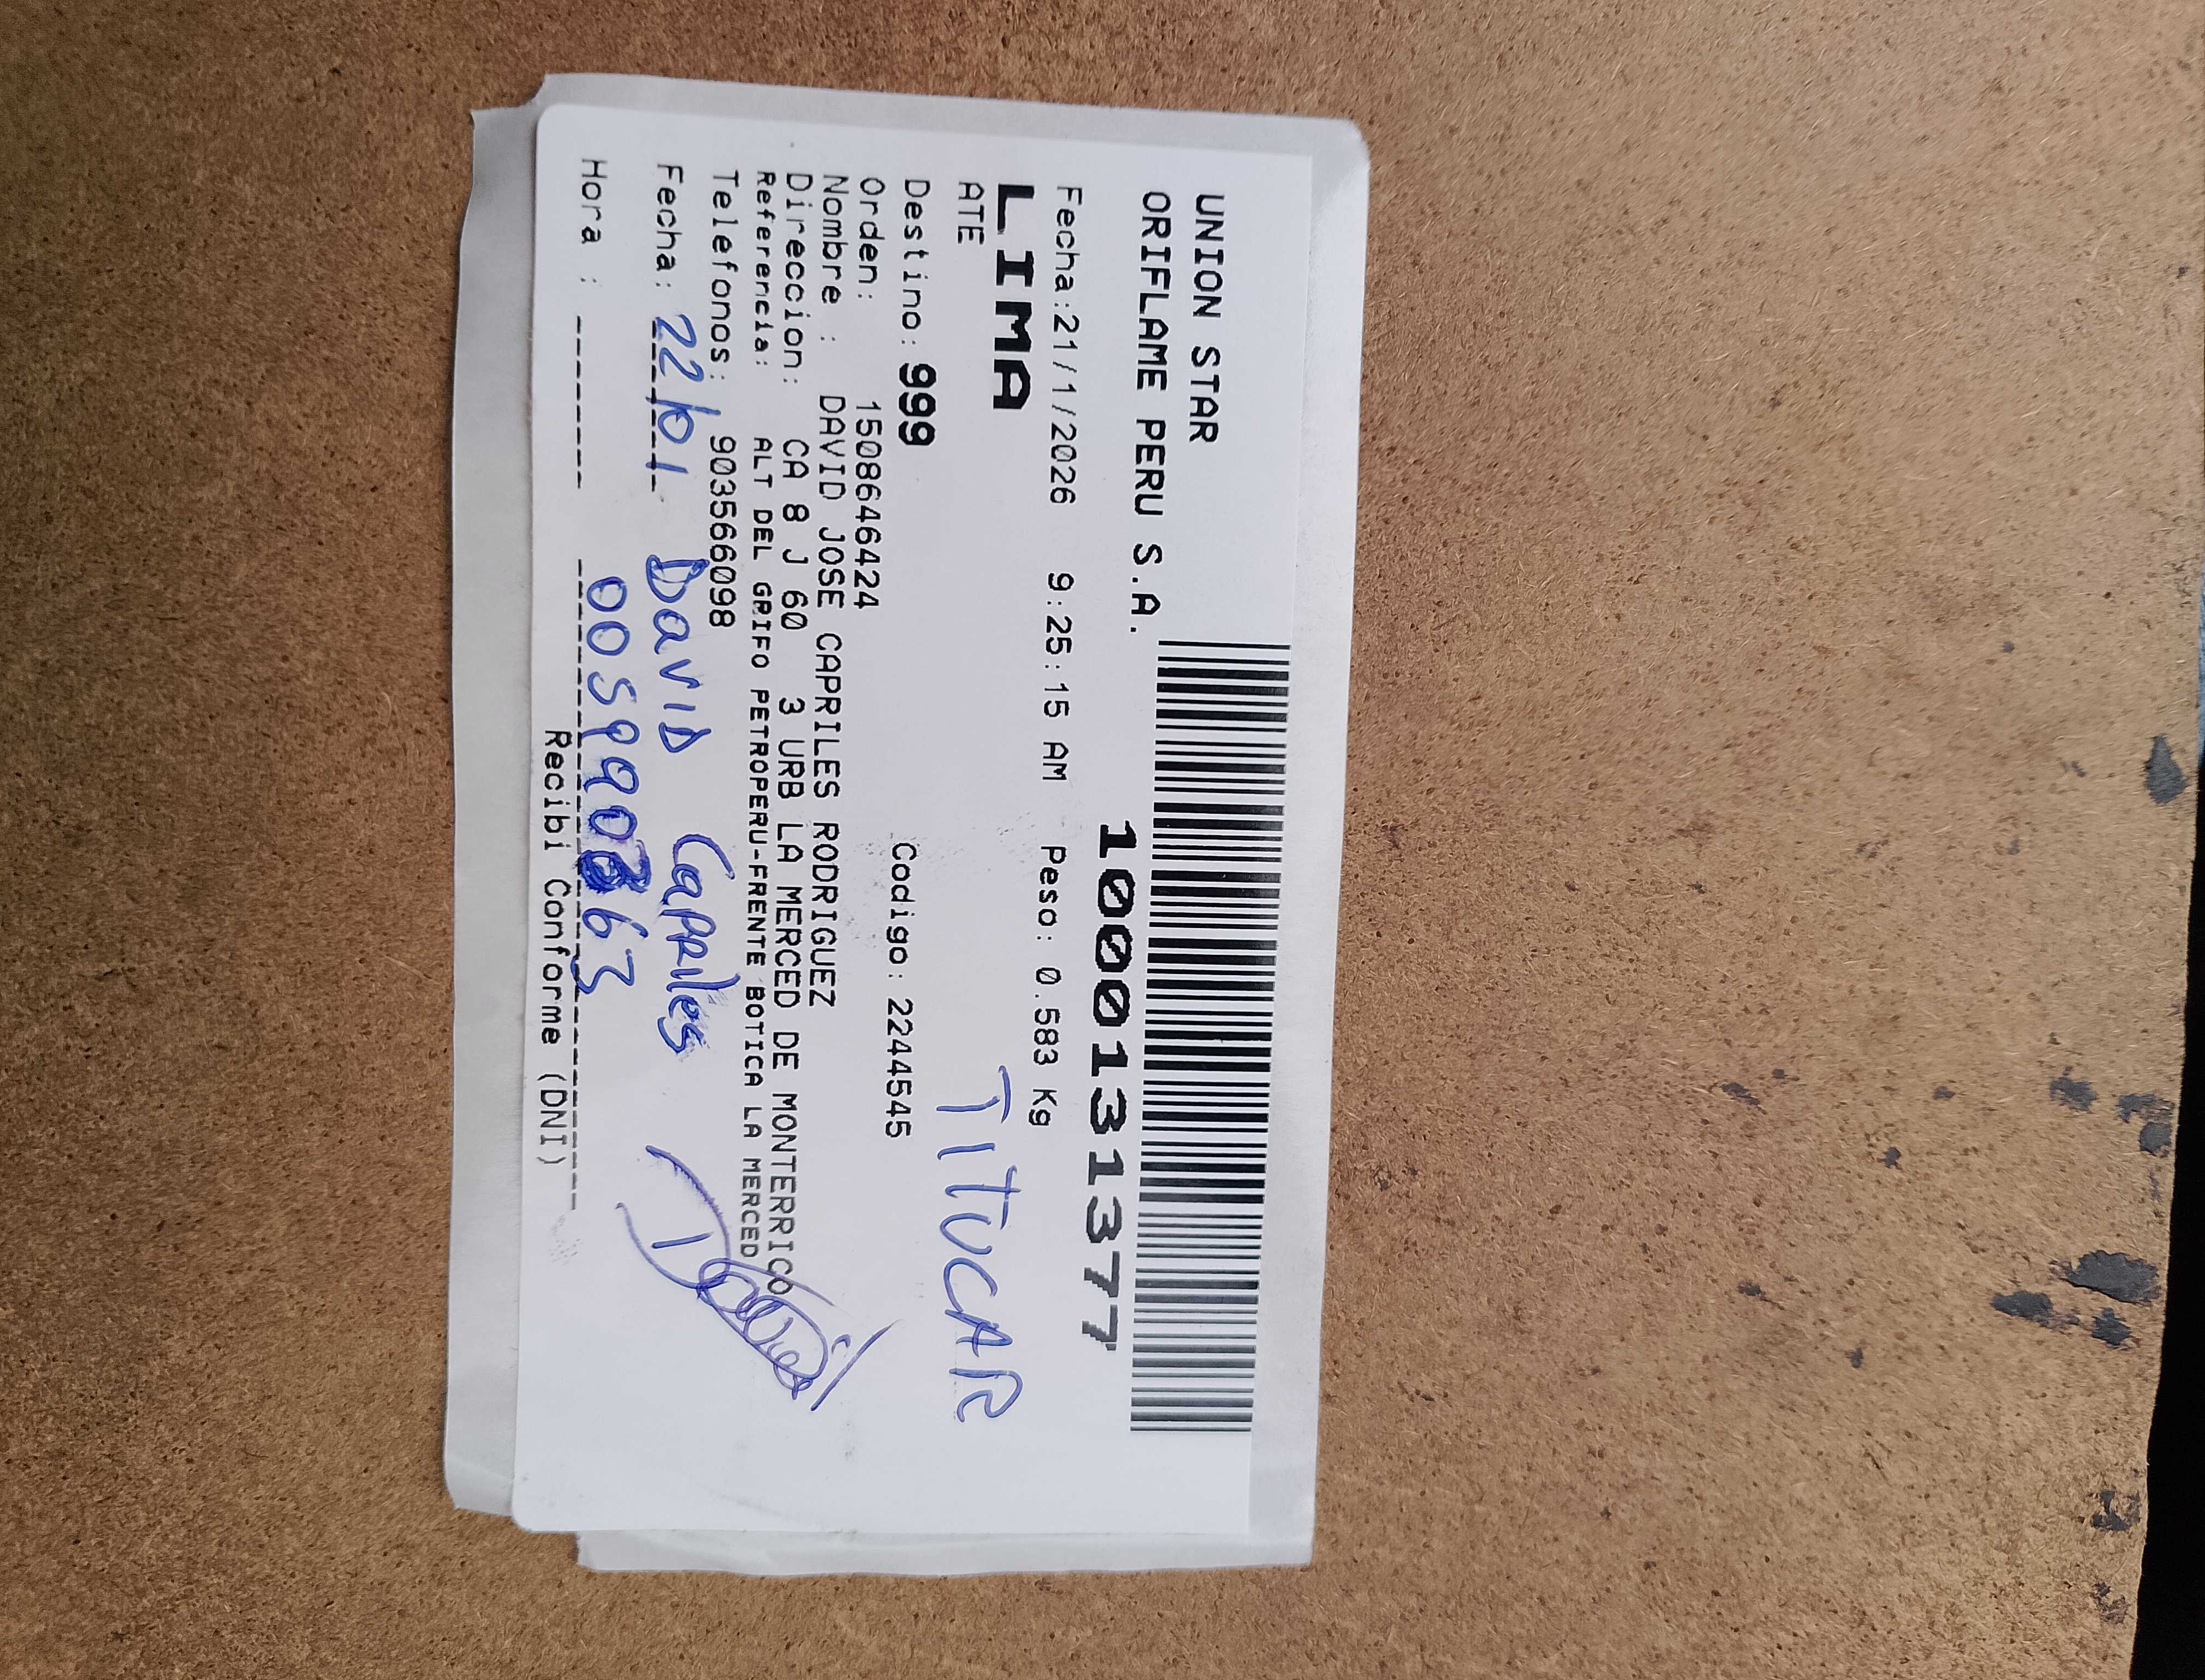 UNION STAR
ORIFLAME PERU S.A.
1000131377
Fecha:21/1/2026 9:25:15 AM Peso: 0.583 Kg
LIMA
ATE
TITUCAR
Destino: 999 Codigo: 2244545
Orden: 1508646424
Nombre : DAVID JOSE CAPRILES RODRIGUEZ
Direccion: CA 8 J 60 3 URB LA MERCED DE MONTERRICO
Referencia: ALT DEL GRIFO PETROPERU-FRENTE BOTICA LA MERCED
Telefonos: 903566098
Fecha: 22/01 David Capriles
Hora :
Recibi Conforme (DNI)